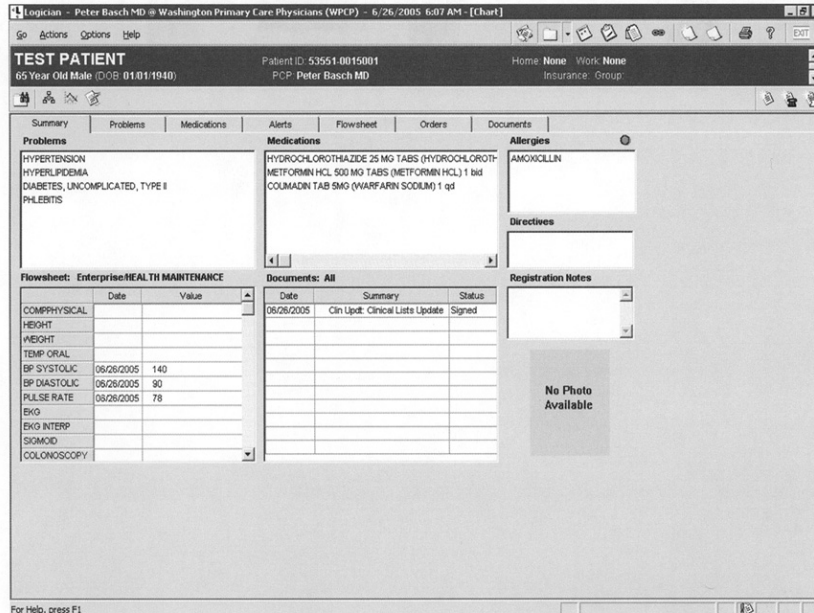 Logician - Peter Basch MD @ Washington Primary Care Physicians (WPCP) - 6/26/2005 6:07 AM - [Chart]
Go Actions Options Help
EXIT
TEST PATIENT
65 Year Old Male (DOB: 01/01/1940)
Patient ID: 53551-0015001
PCP: Peter Basch MD
Home: None Work: None
Insurance: Group:
Summary Problems Medications Alerts Flowsheet Orders Documents
Problems
HYPERTENSION
HYPERLIPIDEMIA
DIABETES, UNCOMPLICATED, TYPE II
PHLEBITIS
Medications
HYDROCHLOROTHIAZIDE 25 MG TABS (HYDROCHLOROTH
METFORMIN HCL 500 MG TABS (METFORMIN HCL) 1 bid
COUMADIN TAB 5MG (WARFARIN SODIUM) 1 qd
Allergies
AMOXICILLIN
Directives
Flowsheet: Enterprise/HEALTH MAINTENANCE
Date Value
COMPPHYSICAL
HEIGHT
WEIGHT
TEMP ORAL
BP SYSTOLIC 06/26/2005 140
BP DIASTOLIC 06/26/2005 90
PULSE RATE 06/26/2005 78
EKG
EKG INTERP
SIGMOID
COLONOSCOPY
Documents: All
Date Summary Status
06/26/2005 Clin Updt: Clinical Lists Update Signed
Registration Notes
No Photo
Available
For Help, press F1